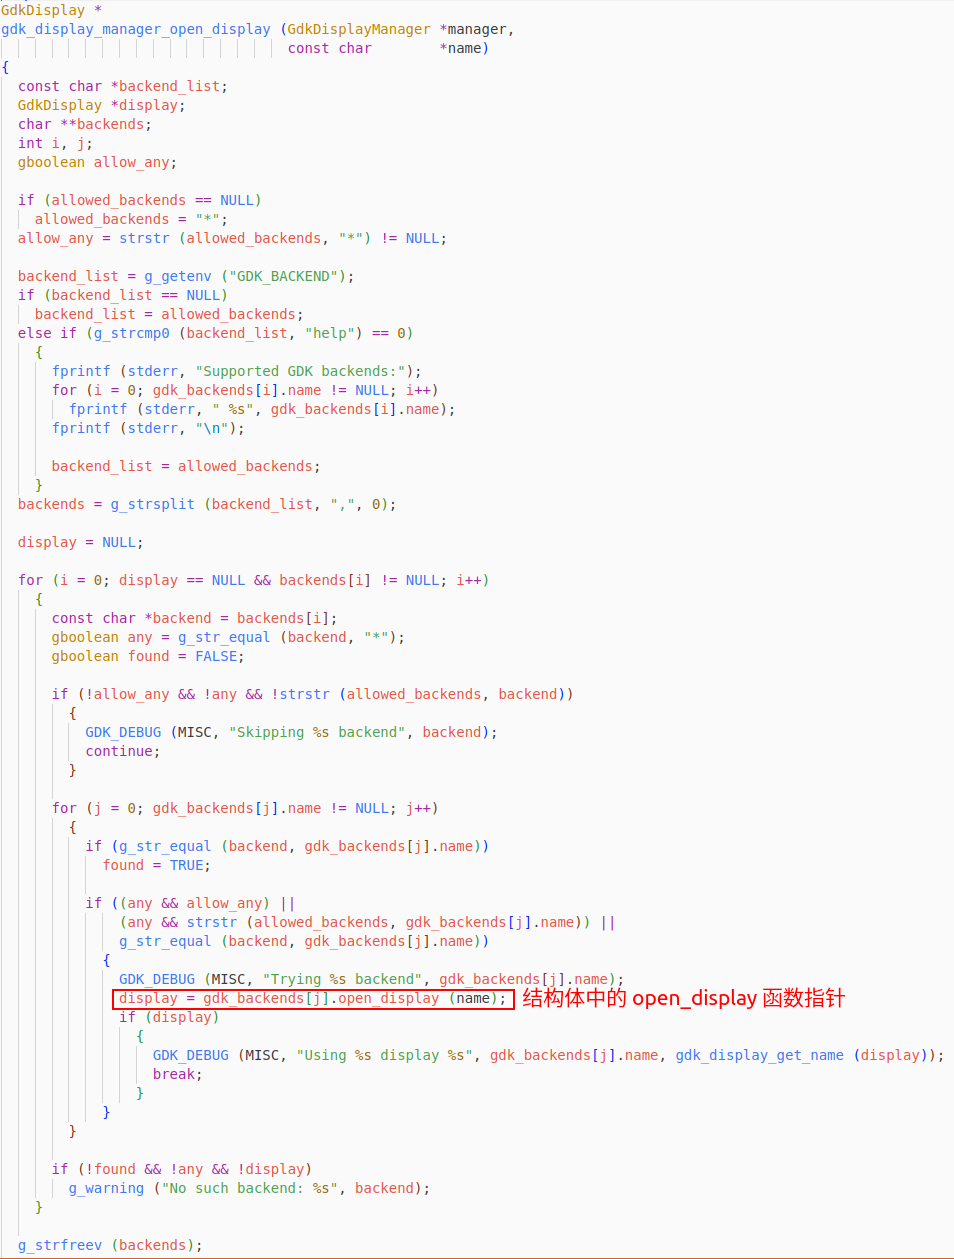 GdkDisplay *
gdk_display_manager_open_display (GdkDisplayManager *manager,
                                  const char        *name)
{
  const char *backend_list;
  GdkDisplay *display;
  char **backends;
  int i, j;
  gboolean allow_any;

  if (allowed_backends == NULL)
    allowed_backends = "*";
  allow_any = strstr (allowed_backends, "*") != NULL;

  backend_list = g_getenv ("GDK_BACKEND");
  if (backend_list == NULL)
    backend_list = allowed_backends;
  else if (g_strcmp0 (backend_list, "help") == 0)
    {
      fprintf (stderr, "Supported GDK backends:");
      for (i = 0; gdk_backends[i].name != NULL; i++)
        fprintf (stderr, " %s", gdk_backends[i].name);
      fprintf (stderr, "\n");

      backend_list = allowed_backends;
    }
  backends = g_strsplit (backend_list, ",", 0);

  display = NULL;

  for (i = 0; display == NULL && backends[i] != NULL; i++)
    {
      const char *backend = backends[i];
      gboolean any = g_str_equal (backend, "*");
      gboolean found = FALSE;

      if (!allow_any && !any && !strstr (allowed_backends, backend))
        {
          GDK_DEBUG (MISC, "Skipping %s backend", backend);
          continue;
        }

      for (j = 0; gdk_backends[j].name != NULL; j++)
        {
          if (g_str_equal (backend, gdk_backends[j].name))
            found = TRUE;

          if ((any && allow_any) ||
              (any && strstr (allowed_backends, gdk_backends[j].name)) ||
              g_str_equal (backend, gdk_backends[j].name))
            {
              GDK_DEBUG (MISC, "Trying %s backend", gdk_backends[j].name);
              display = gdk_backends[j].open_display (name); 结构体中的 open_display 函数指针
              if (display)
                {
                  GDK_DEBUG (MISC, "Using %s display %s", gdk_backends[j].name, gdk_display_get_name (display));
                  break;
                }
            }
        }

      if (!found && !any && !display)
        g_warning ("No such backend: %s", backend);
    }

  g_strfreev (backends);